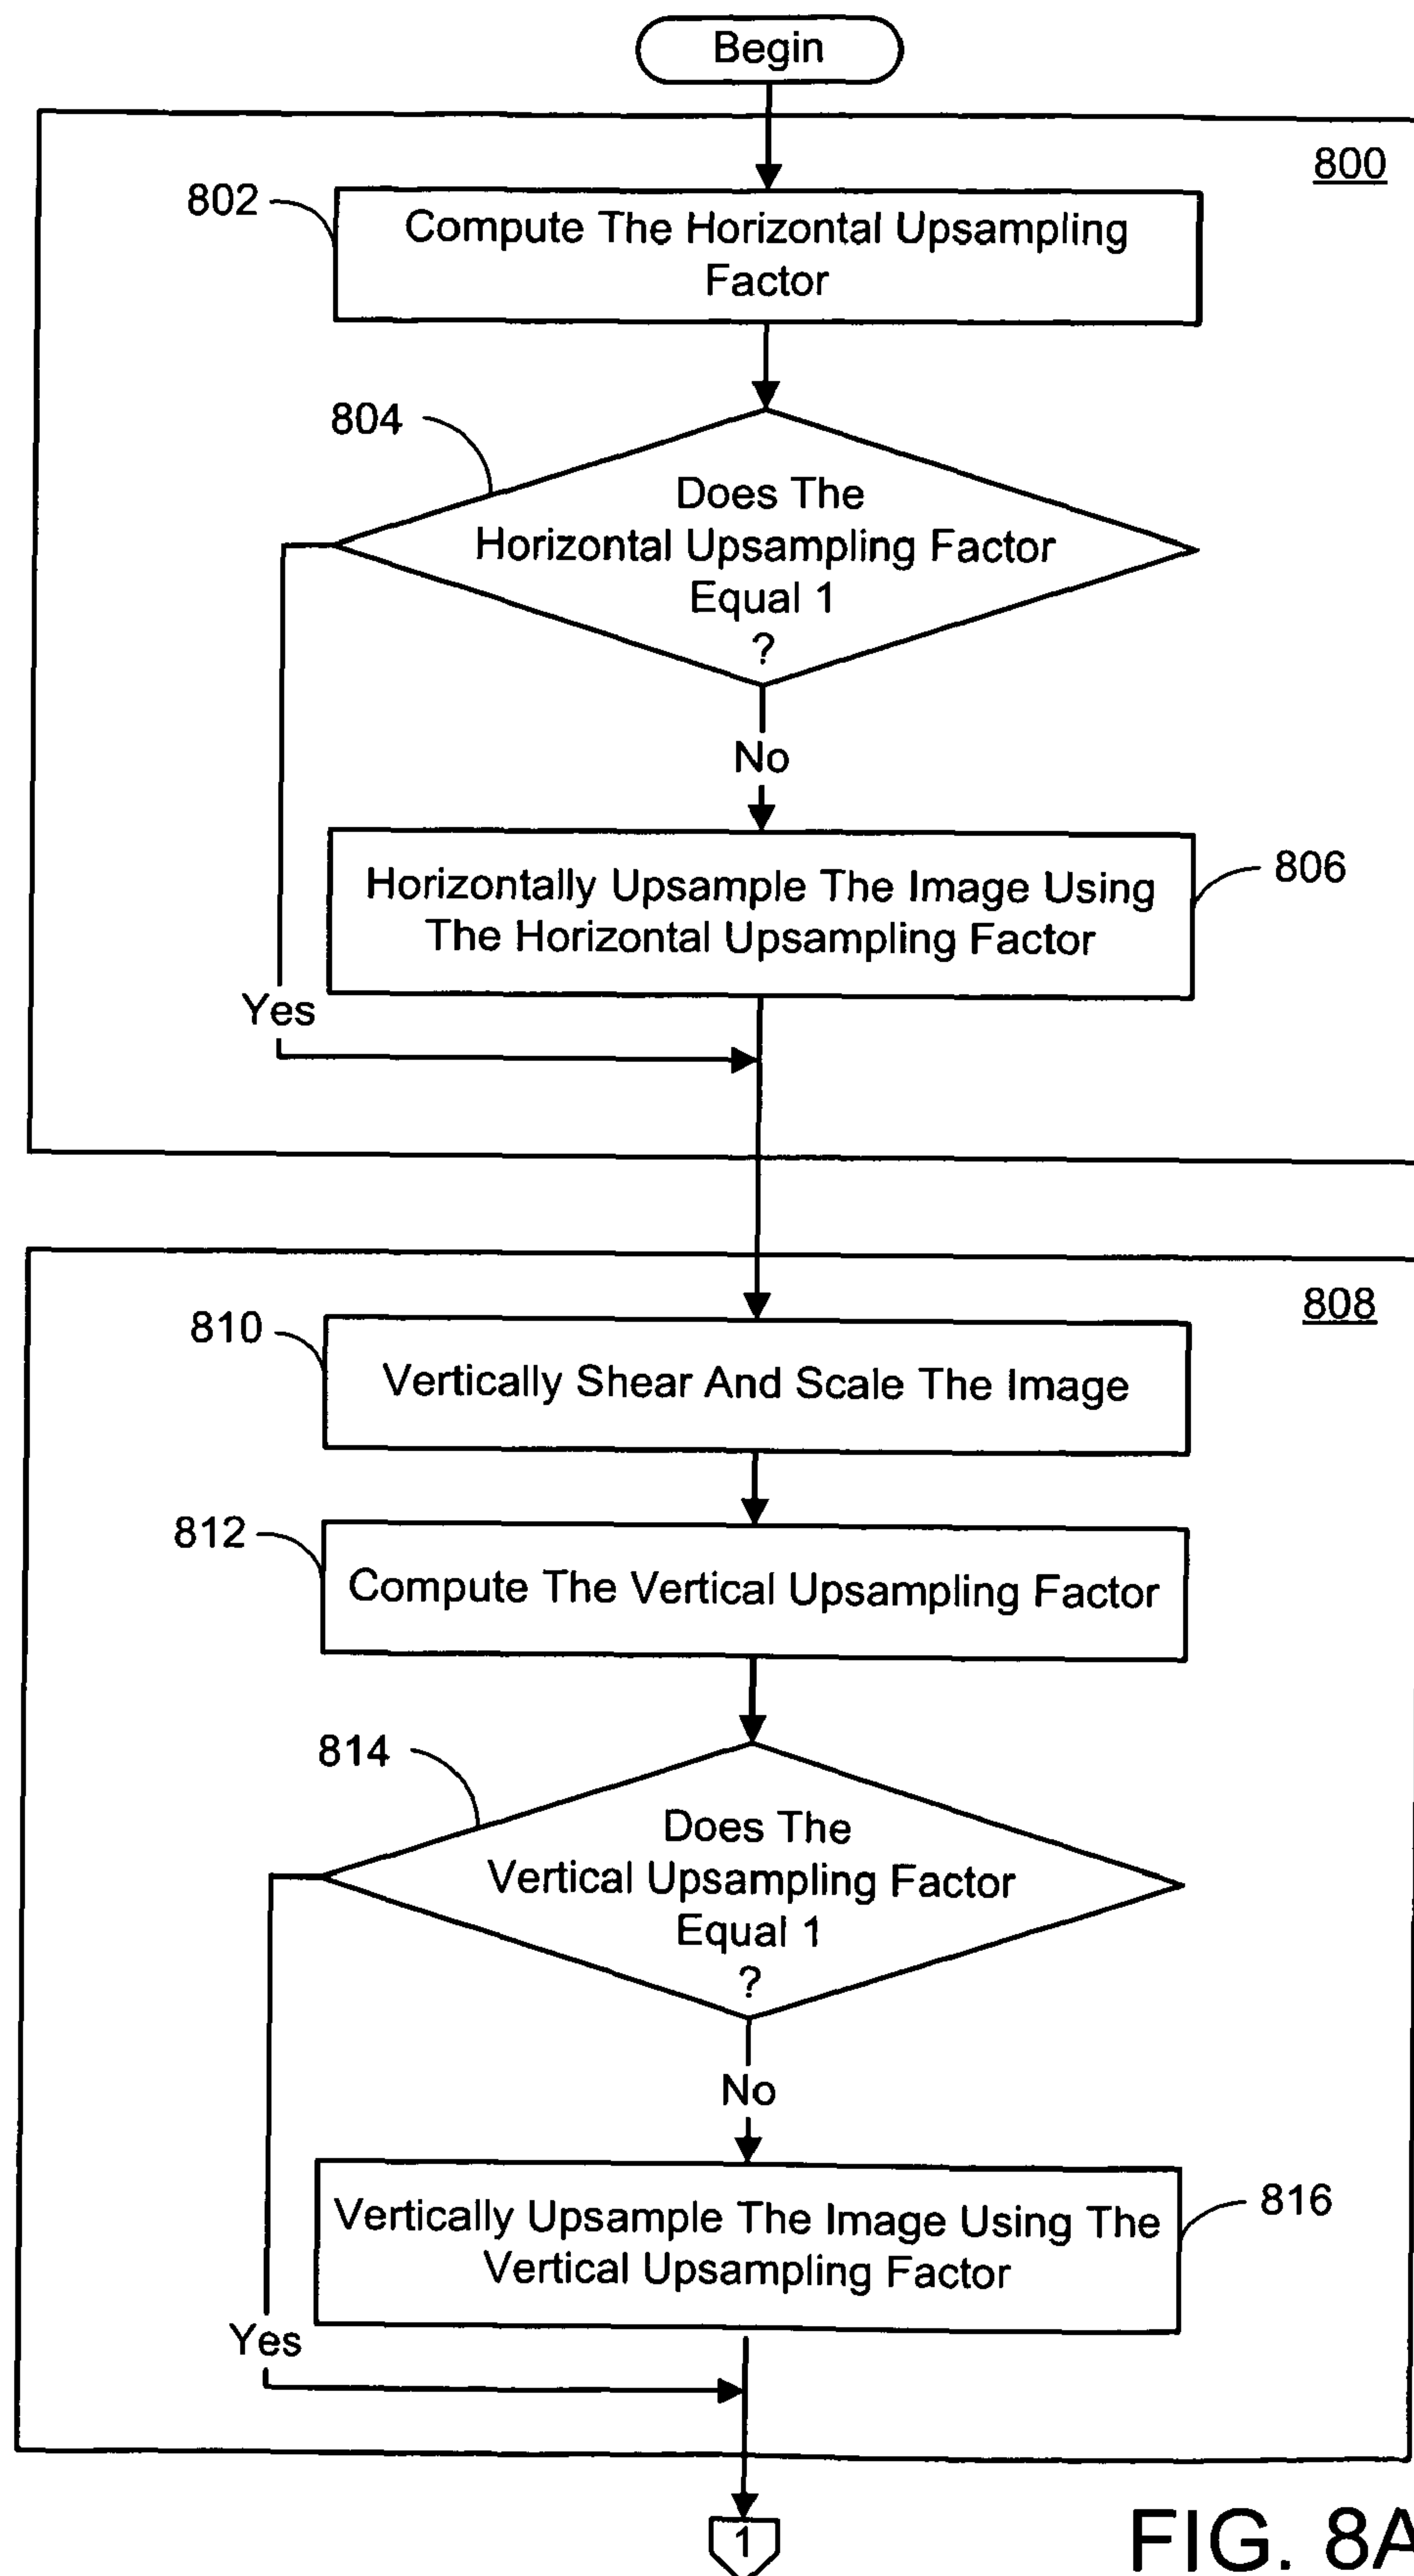 Begin
800
802
Compute The Horizontal Upsampling
Factor
804
Does The
Horizontal Upsampling Factor
Equal 1
?
No
806
Horizontally Upsample The Image Using
The Horizontal Upsampling Factor
Yes
808
810
Vertically Shear And Scale The Image
812
Compute The Vertical Upsampling Factor
814
Does The
Vertical Upsampling Factor
Equal 1
?
No
816
Vertically Upsample The Image Using The
Vertical Upsampling Factor
Yes
1
FIG. 8A